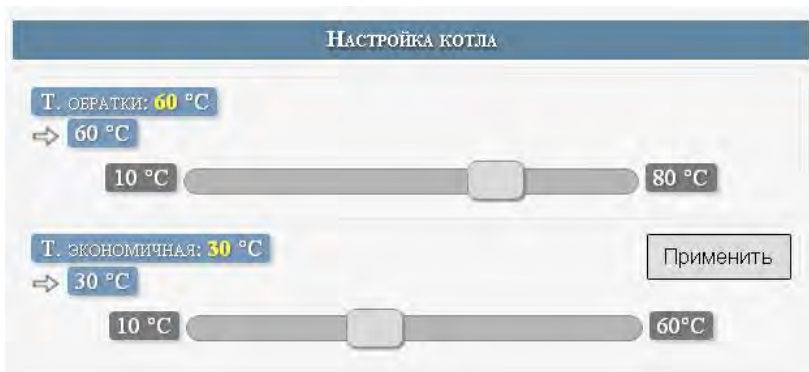 Настройка котла
Т. обратки: 60 °C
⇨ 60 °C
10 °C 80 °C
Т. экономичная: 30 °C
Применить
⇨ 30 °C
10 °C 60°C